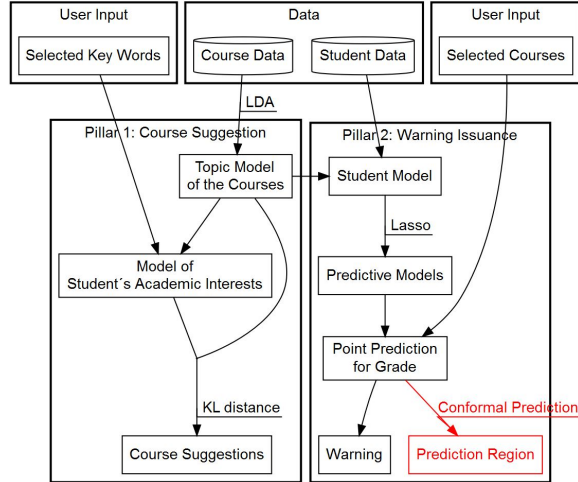 User Input
Data
User Input
Selected Key Words
Course Data
Student Data
Selected Courses
LDA
Pillar 1: Course Suggestion
Pillar 2: Warning Issuance
Topic Model
of the Courses
Student Model
Lasso
Model of
Student´s Academic Interests
Predictive Models
Point Prediction
for Grade
KL distance
Conformal Prediction
Course Suggestions
Warning
Prediction Region